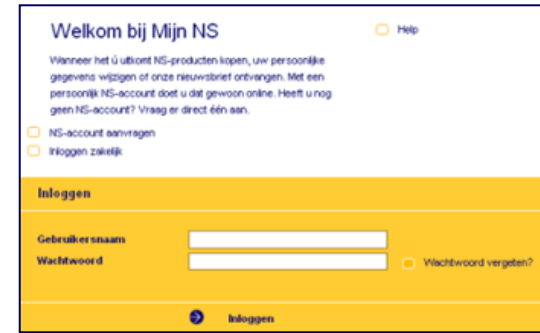 Welkom bij Mijn NS
Help
Wanneer het ú uitkomt NS-producten kopen, uw persoonlijke
gegevens wijzigen of onze nieuwsbrief ontvangen. Met een
persoonlijk NS-account doet u dat gewoon online. Heeft u nog
geen NS-account? Vraag er direct één aan.
NS-account aanvragen
Inloggen zakelijk
Inloggen
Gebruikersnaam
Wachtwoord
Wachtwoord vergeten?
Inloggen